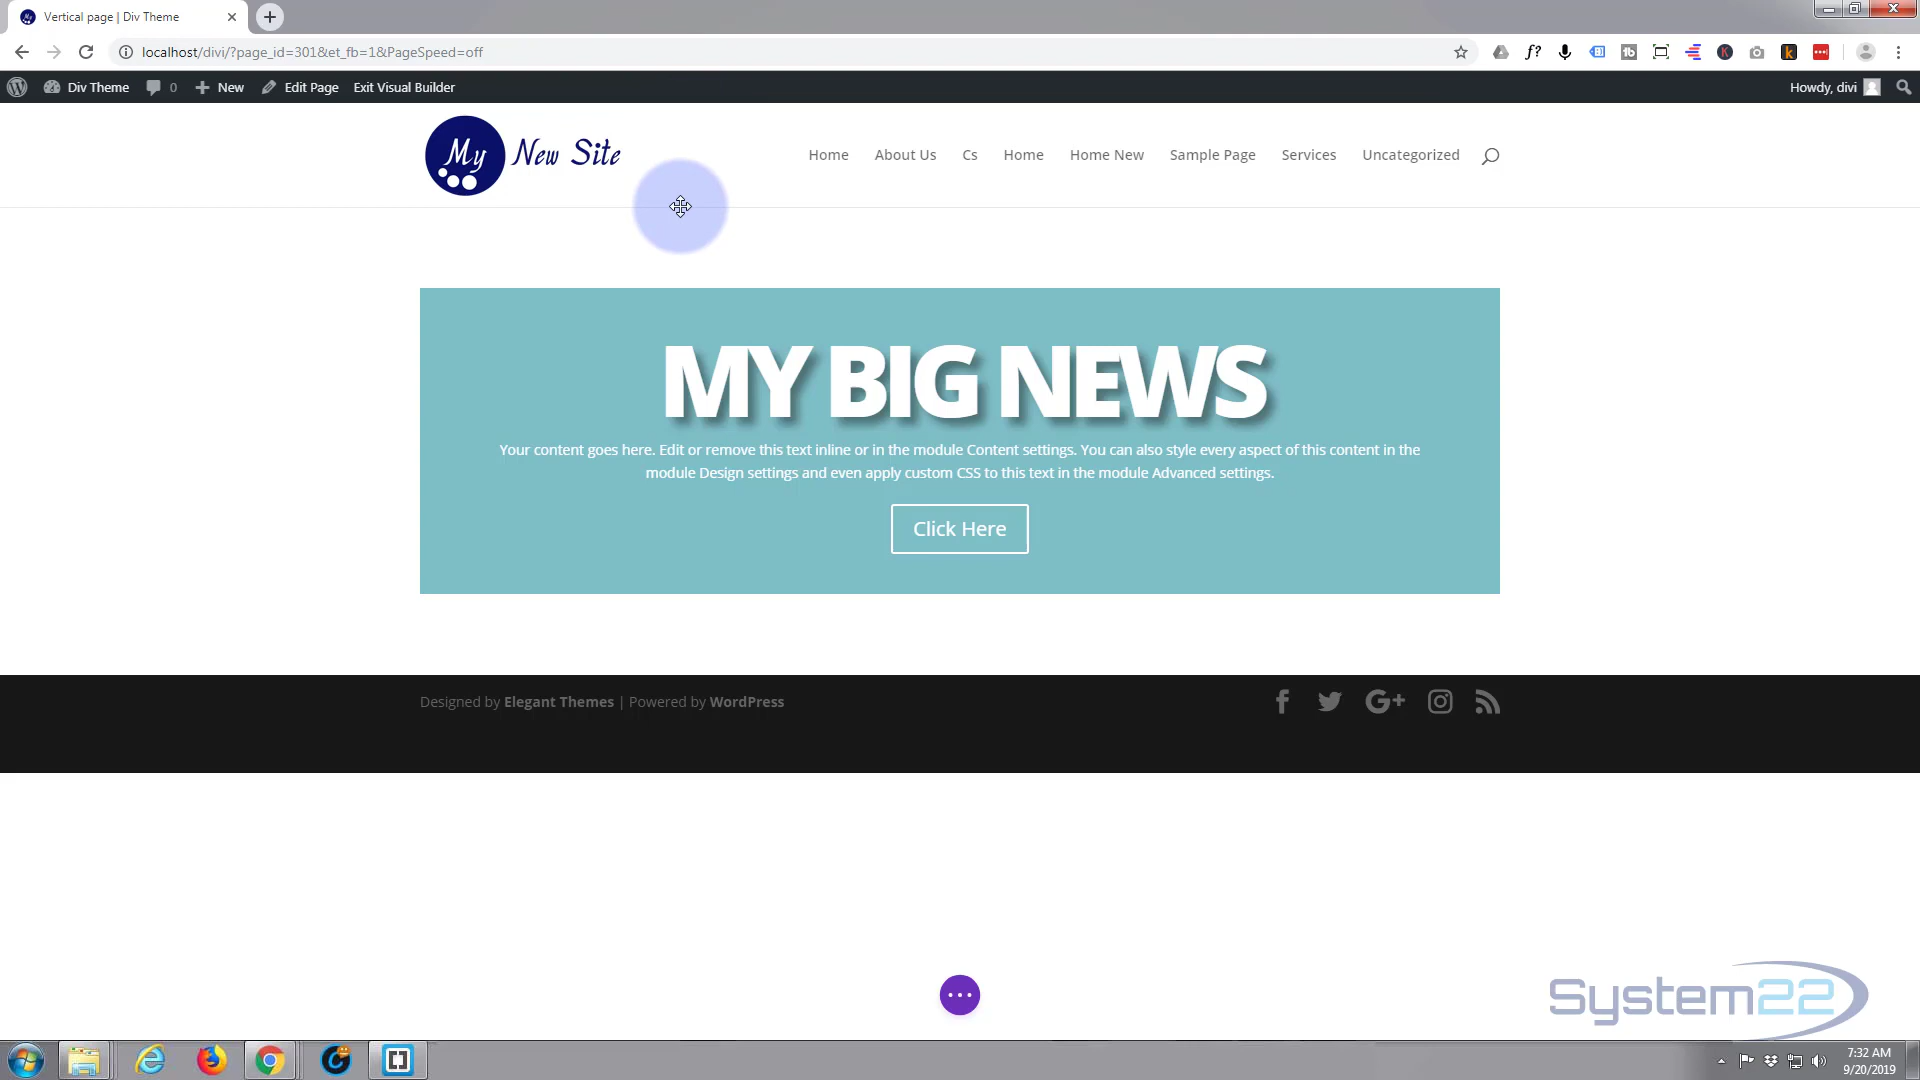 Vertical page | Div Theme
localhost/divi/?page_id=301&et_fb=1&PageSpeed=off
Div Theme 0 New Edit Page Exit Visual Builder Howdy, divi
My New Site
Home About Us Cs Home Home New Sample Page Services Uncategorized
MY BIG NEWS
Your content goes here. Edit or remove this text inline or in the module Content settings. You can also style every aspect of this content in the
module Design settings and even apply custom CSS to this text in the module Advanced settings.
Click Here
Designed by Elegant Themes | Powered by WordPress
System22
7:32 AM
9/20/2019